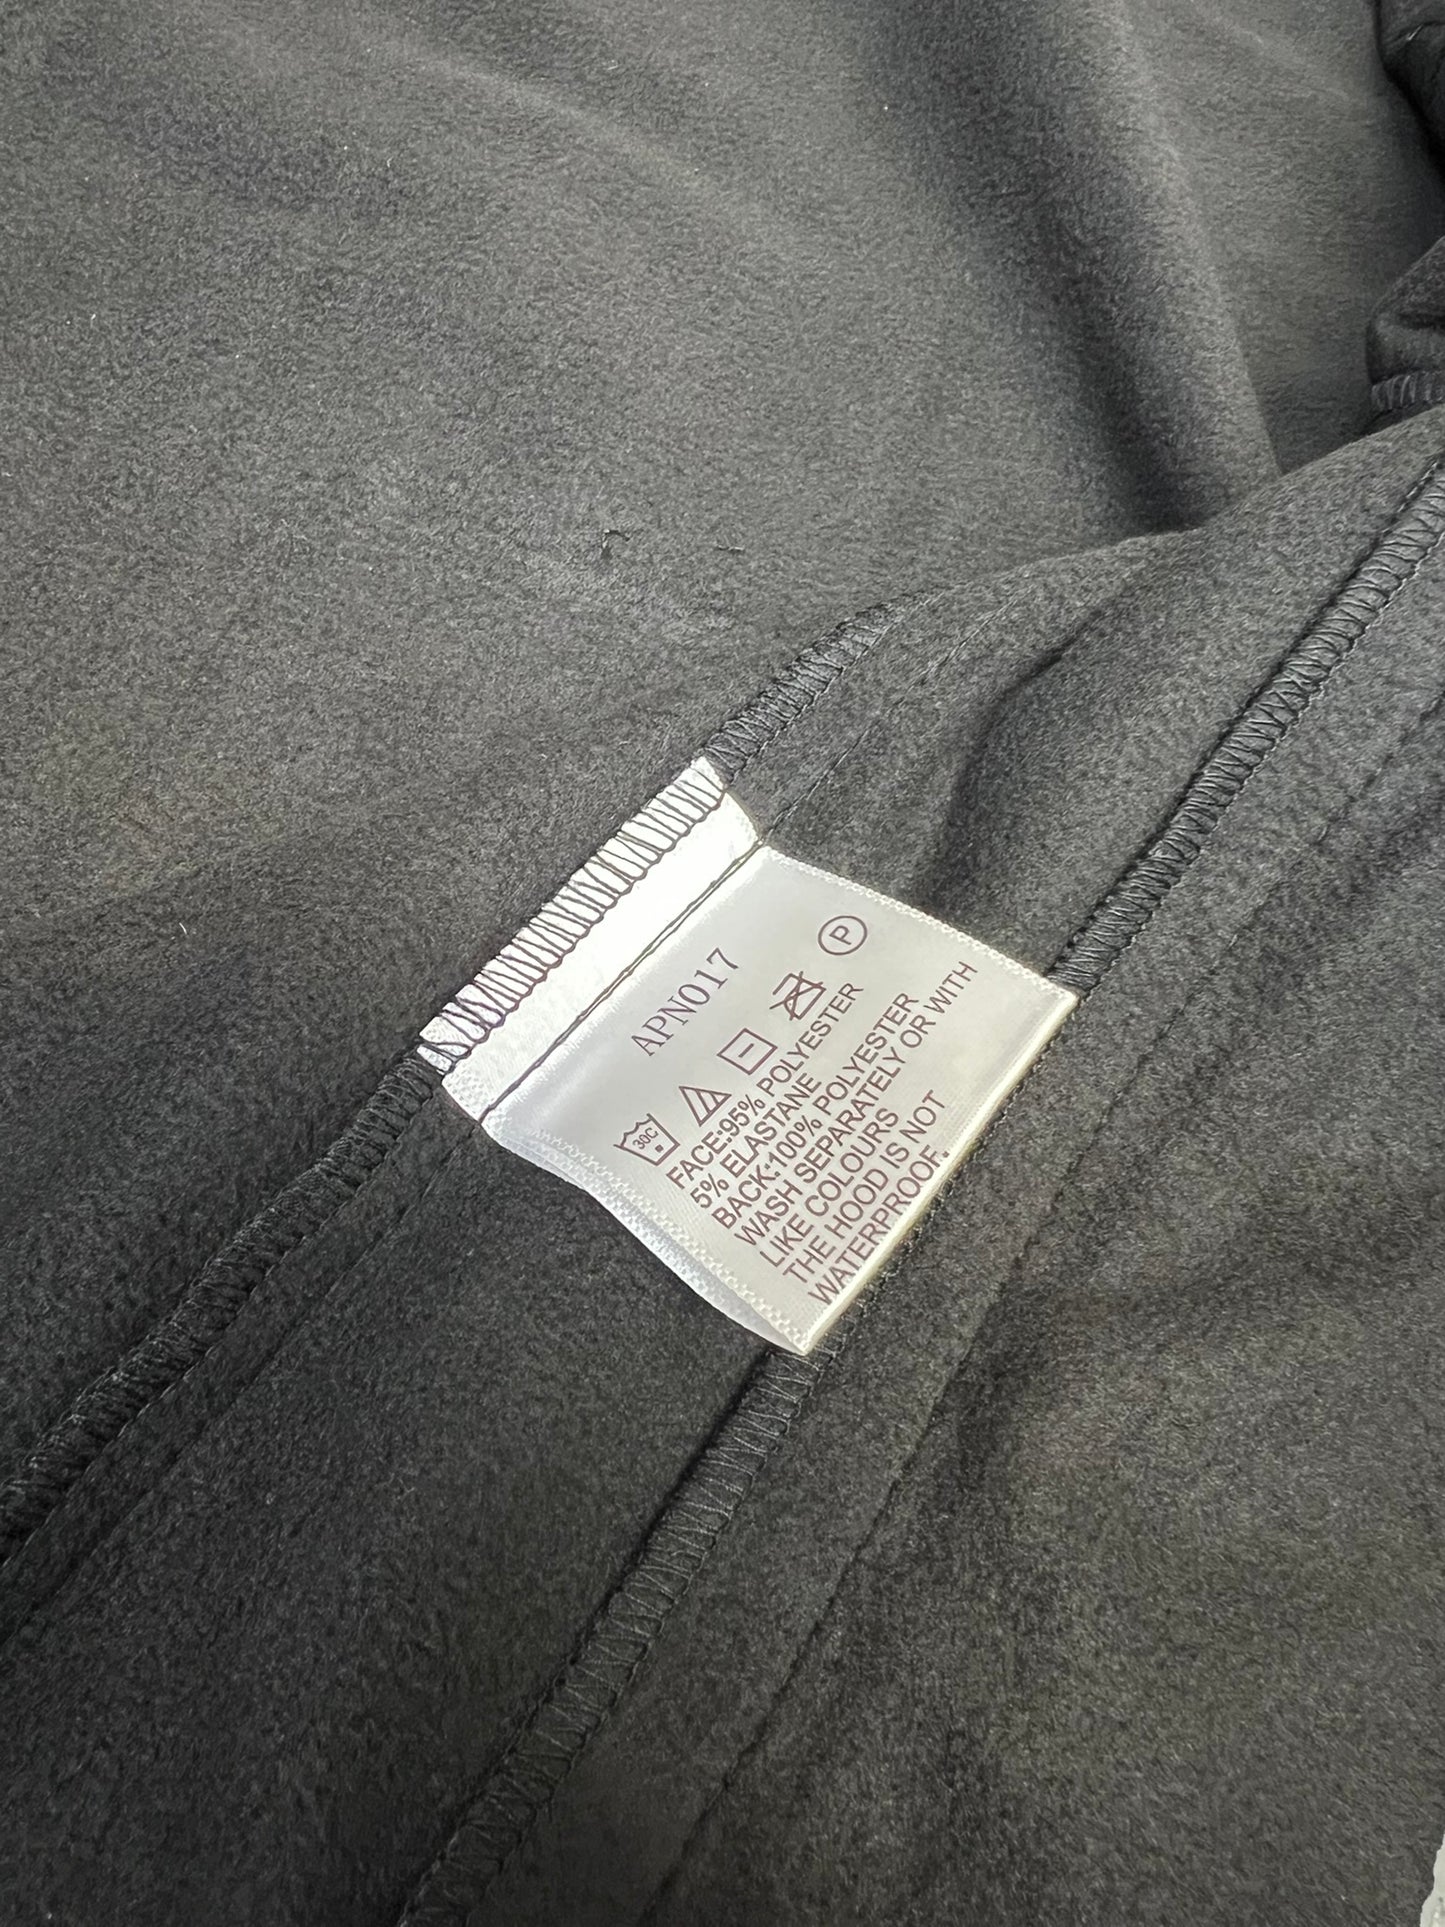 APN017
P
30C
FACE:95% POLYESTER
5% ELASTANE
BACK:100% POLYESTER
WASH SEPARATELY OR WITH
LIKE COLOURS
THE HOOD IS NOT
WATERPROOF.